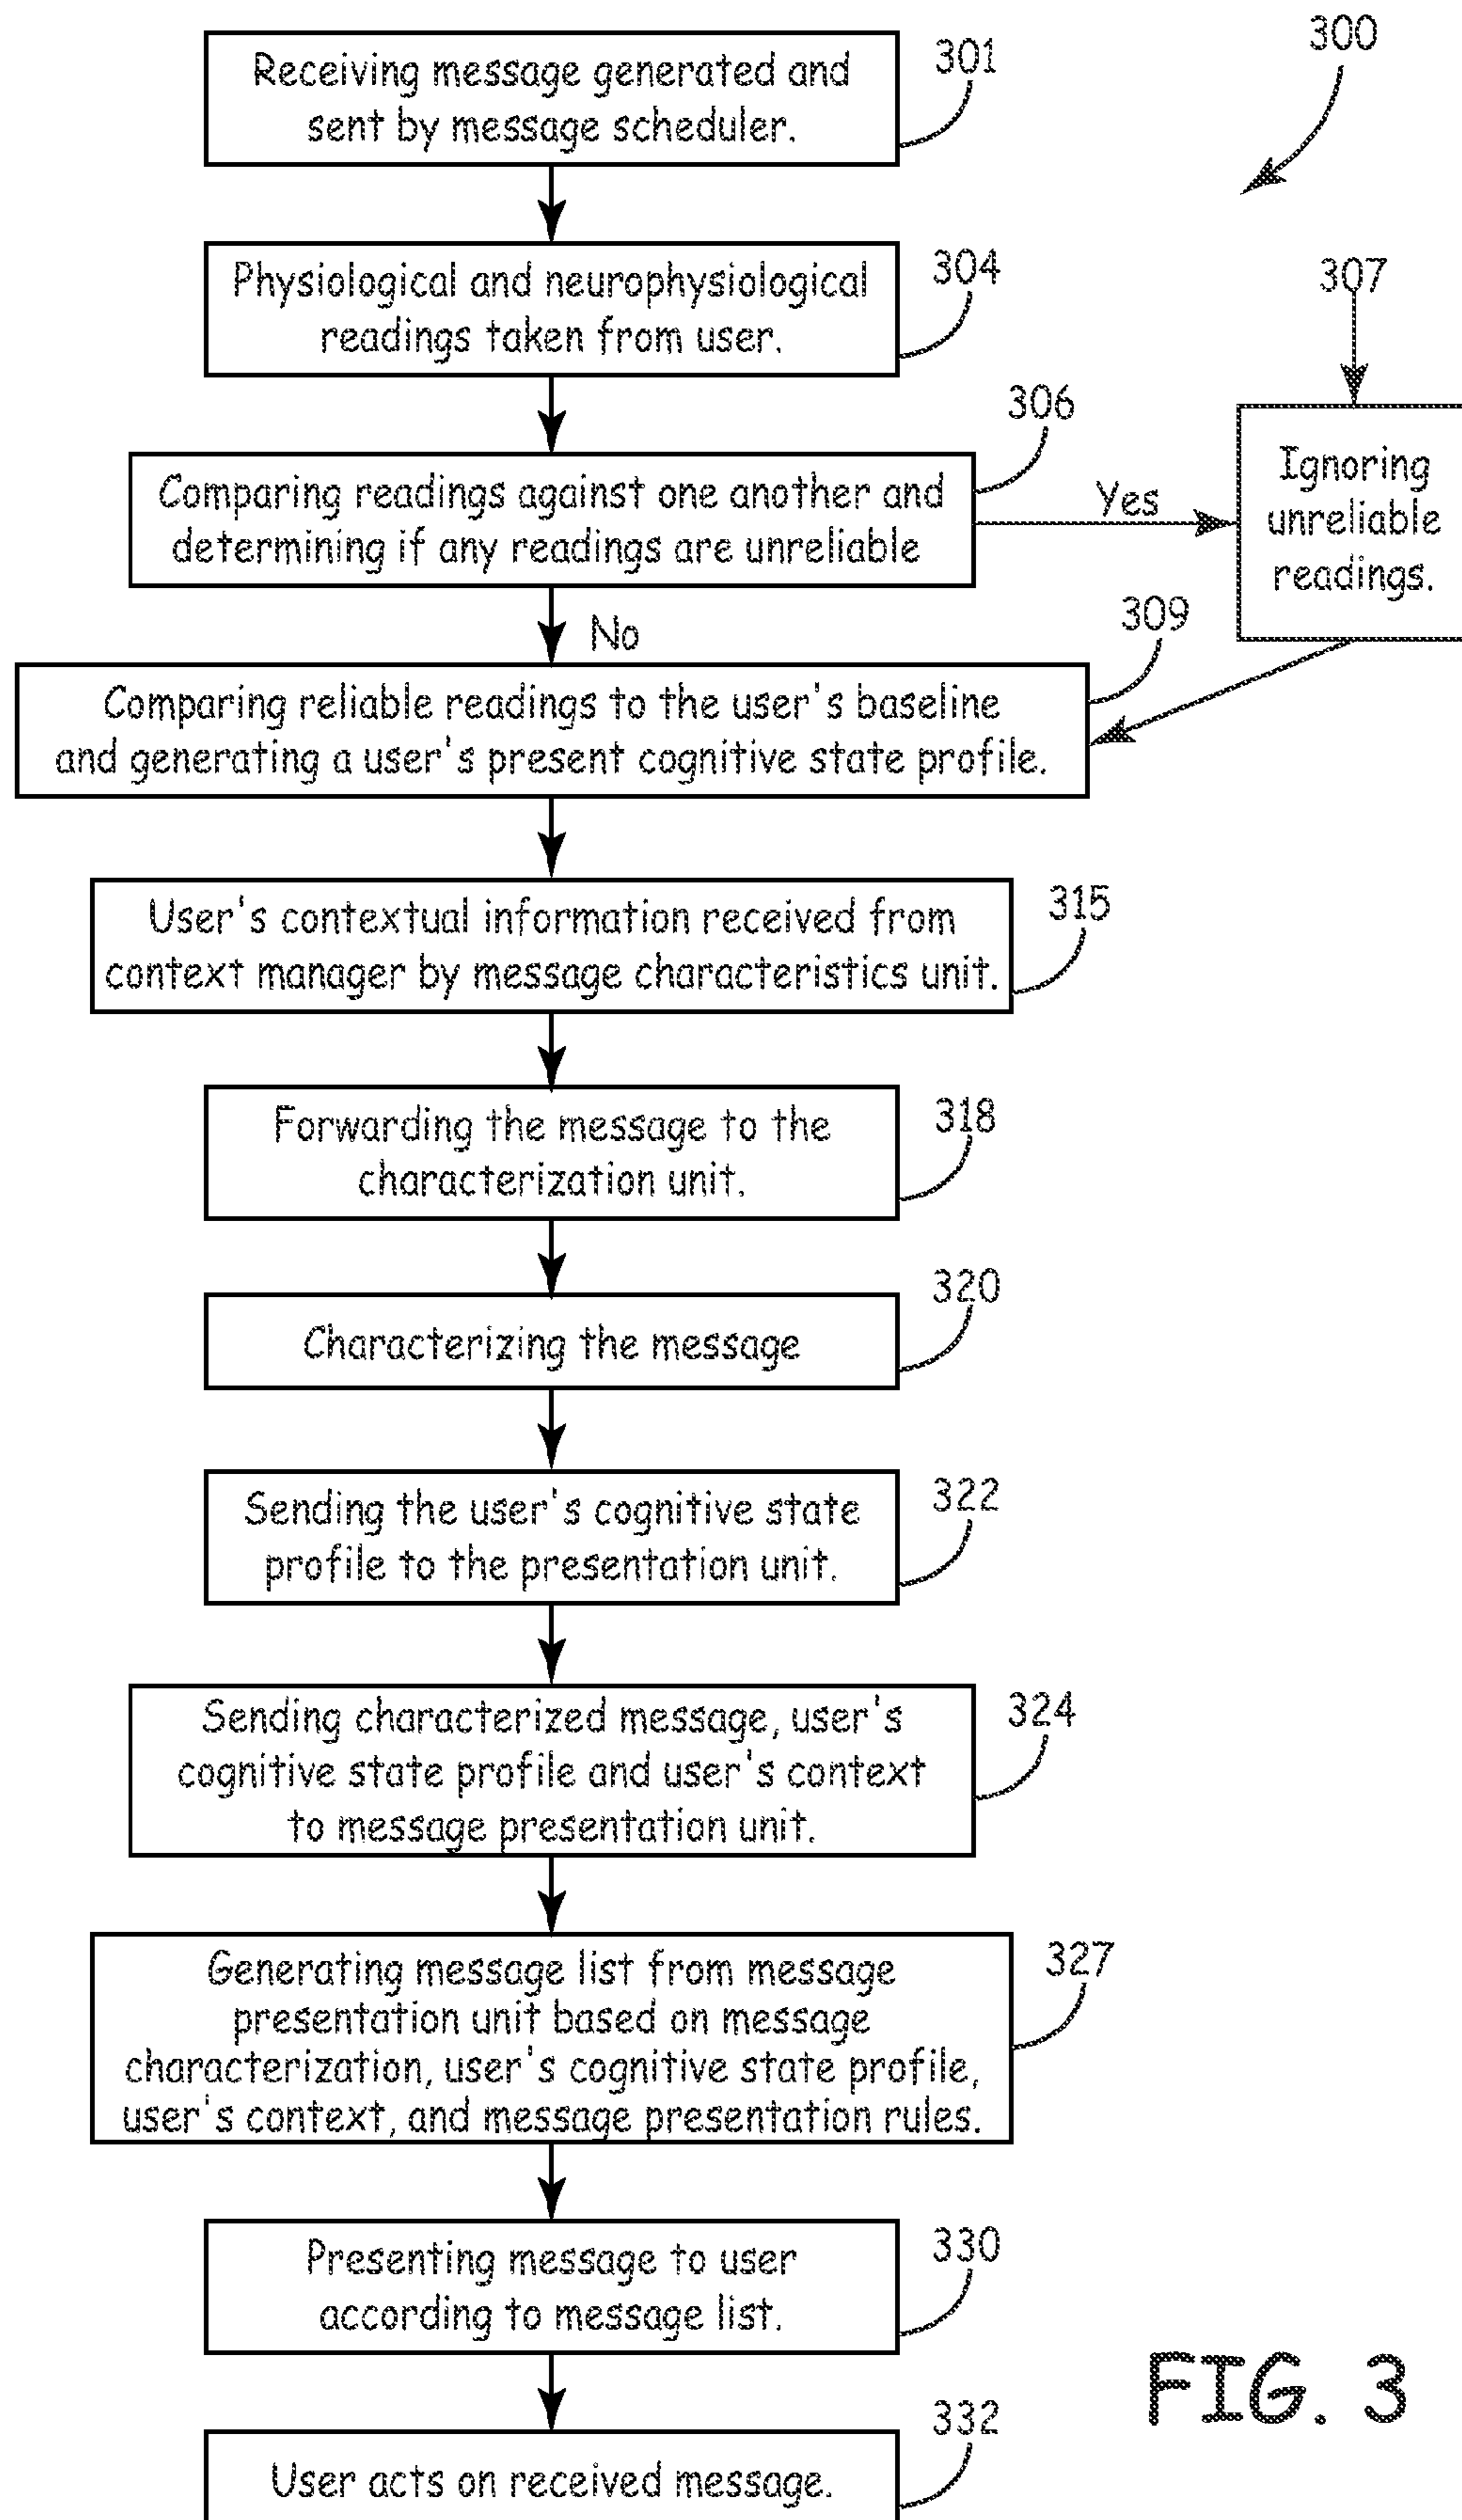 300
Receiving message generated and
sent by message scheduler.
301
Physiological and neurophysiological
readings taken from user.
304
307
Comparing readings against one another and
determining if any readings are unreliable
306
Yes
Ignoring
unreliable
readings.
No
309
Comparing reliable readings to the user's baseline
and generating a user's present cognitive state profile.
User's contextual information received from
context manager by message characteristics unit.
315
Forwarding the message to the
characterization unit.
318
Characterizing the message
320
Sending the user's cognitive state
profile to the presentation unit.
322
Sending characterized message, user's
cognitive state profile and user's context
to message presentation unit.
324
Generating message list from message
presentation unit based on message
characterization, user's cognitive state profile,
user's context, and message presentation rules.
327
Presenting message to user
according to message list.
330
User acts on received message.
332
FIG. 3